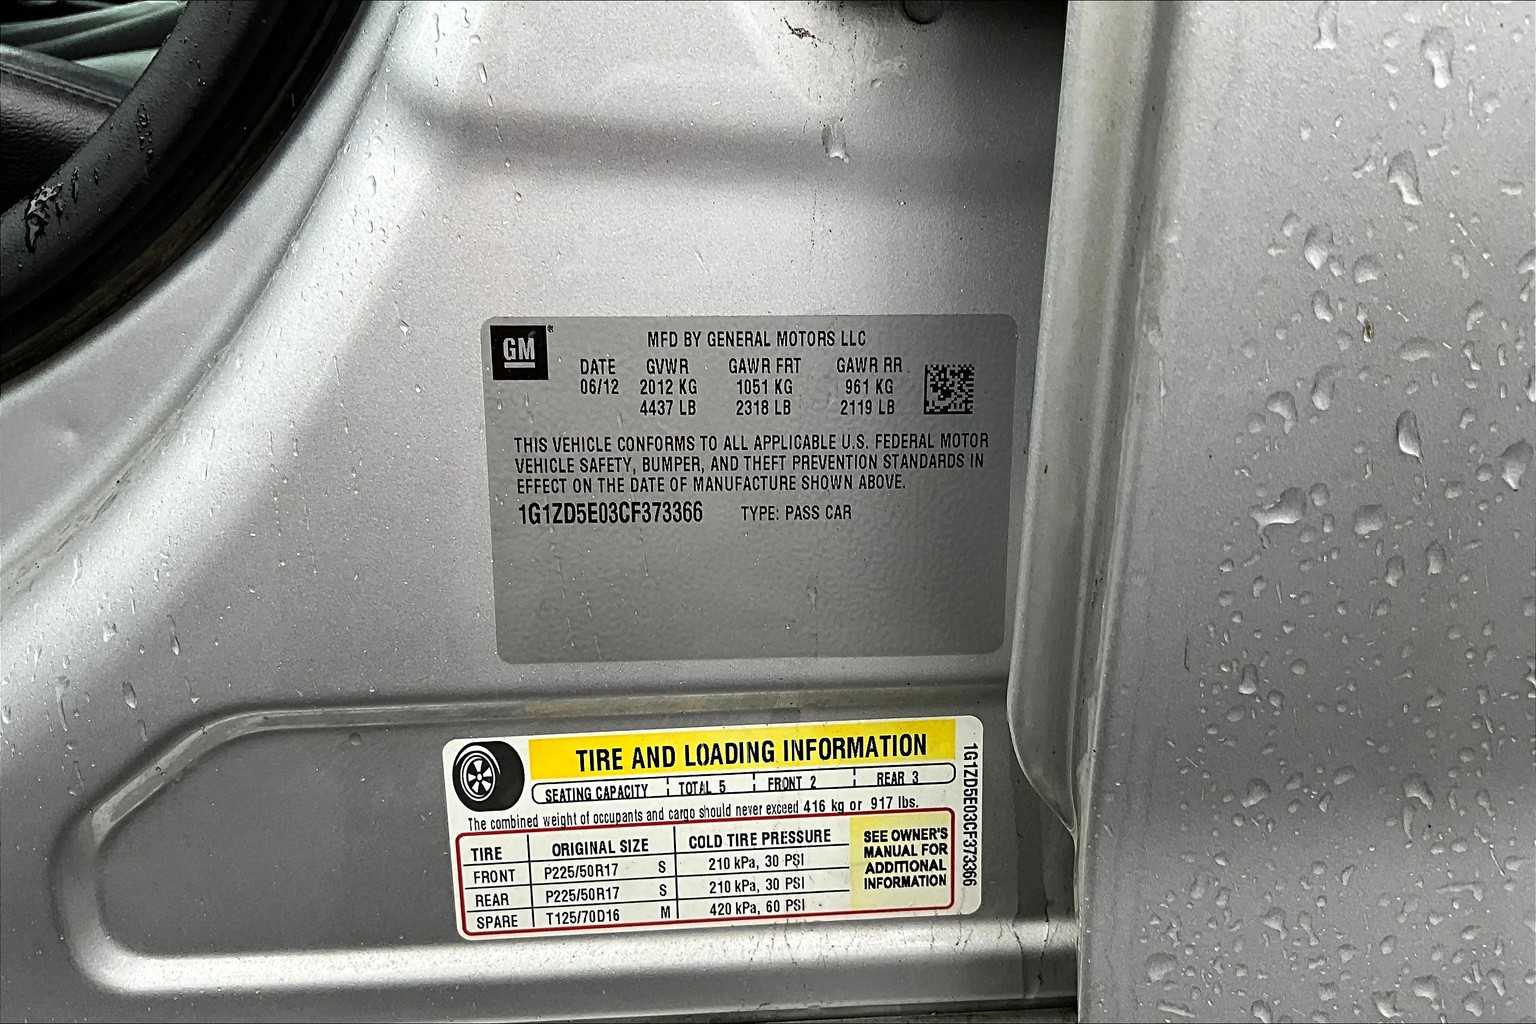 GM
MFD BY GENERAL MOTORS LLC
DATE GVWR GAWR FRT GAWR RR
06/12 2012 KG 1051 KG 961 KG
4437 LB 2318 LB 2119 LB
THIS VEHICLE CONFORMS TO ALL APPLICABLE U.S. FEDERAL MOTOR
VEHICLE SAFETY, BUMPER, AND THEFT PREVENTION STANDARDS IN
EFFECT ON THE DATE OF MANUFACTURE SHOWN ABOVE.
1G1ZD5E03CF373366 TYPE: PASS CAR
TIRE AND LOADING INFORMATION
SEATING CAPACITY TOTAL 5 FRONT 2 REAR 3
The combined weight of occupants and cargo should never exceed 416 kg or 917 lbs.
TIRE ORIGINAL SIZE COLD TIRE PRESSURE
FRONT P225/50R17 S 210 kPa, 30 PSI
REAR P225/50R17 S 210 kPa, 30 PSI
SPARE T125/70D16 M 420 kPa, 60 PSI
SEE OWNER'S
MANUAL FOR
ADDITIONAL
INFORMATION
1G1ZD5E03CF373366